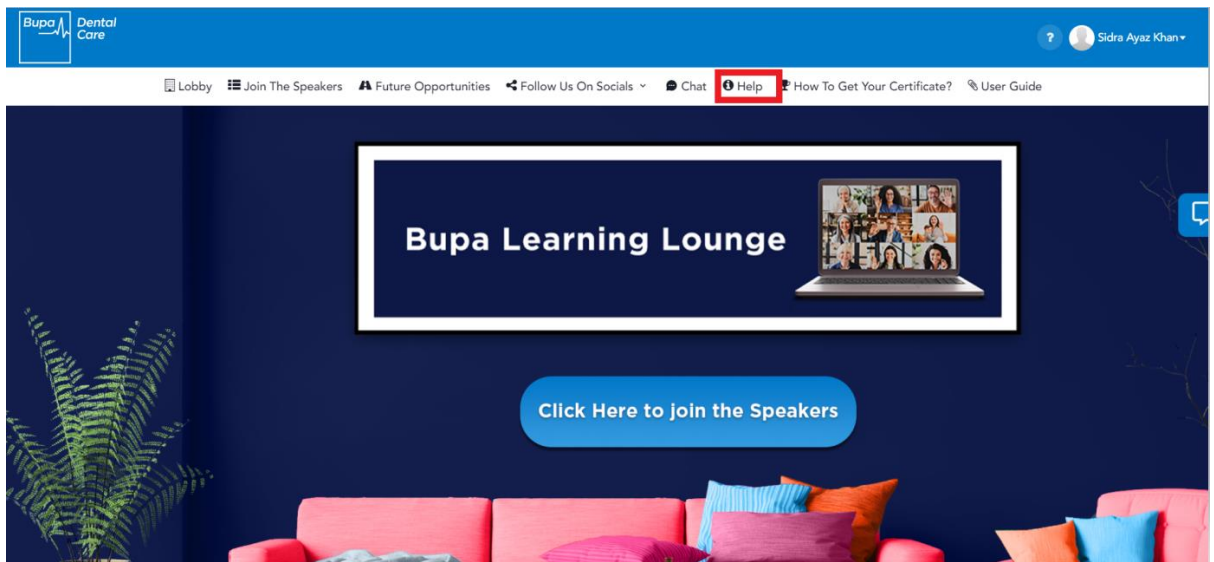 Bupa Dental
Care
? Sidra Ayaz Khan
Lobby Join The Speakers Future Opportunities Follow Us On Socials Chat Help How To Get Your Certificate? User Guide
Bupa Learning Lounge
Click Here to join the Speakers